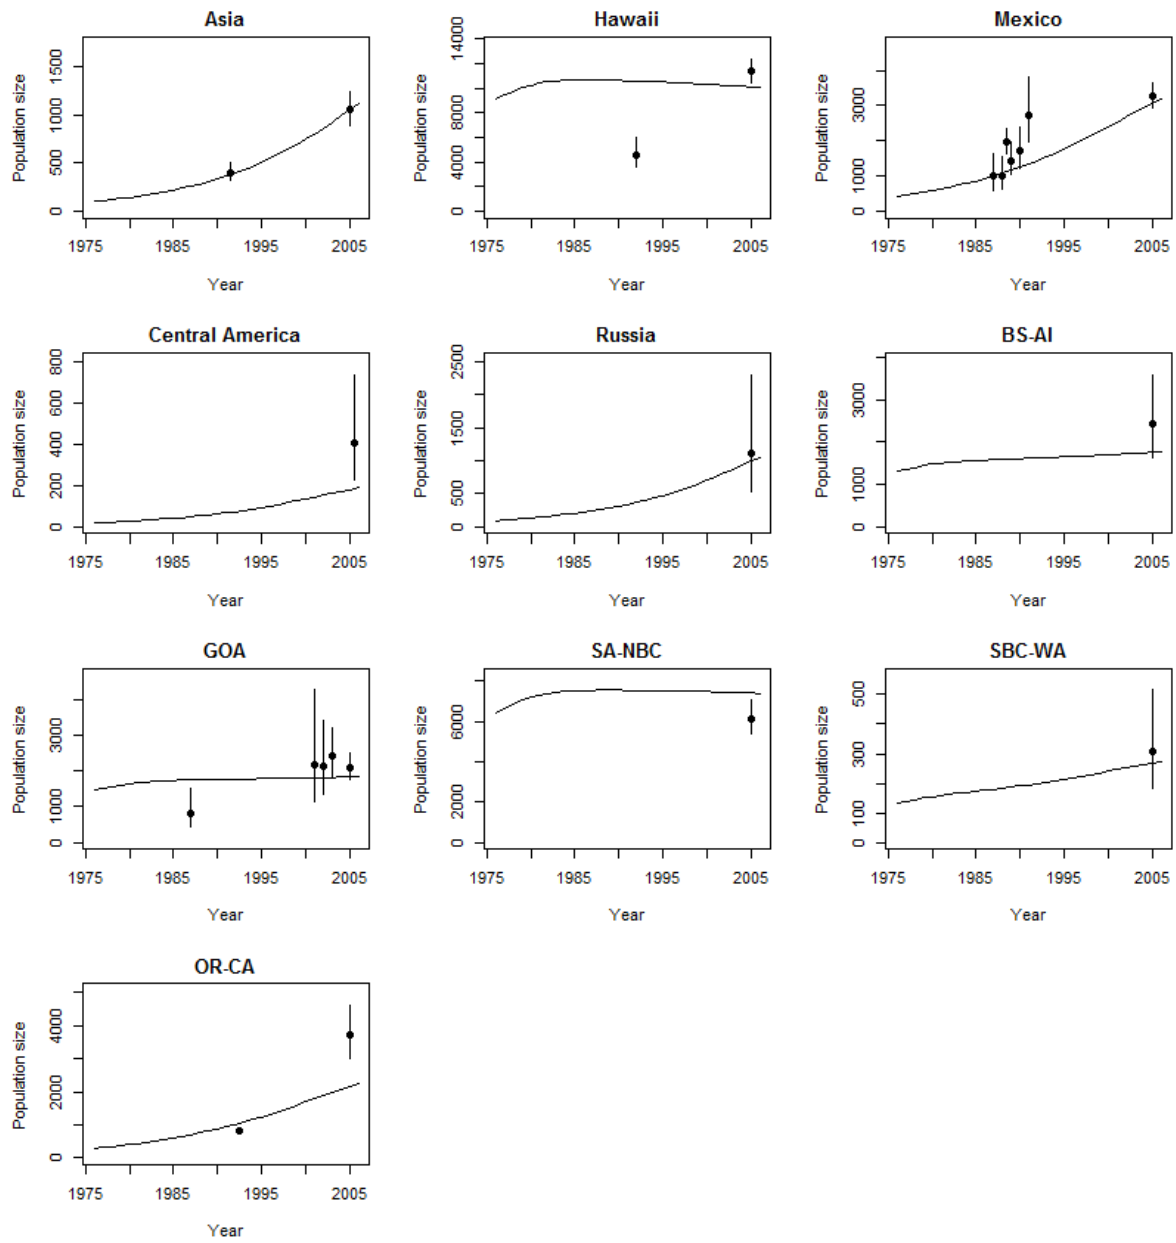 Asia
Hawaii
Mexico
Population size
0 500 1000 1500
1975 1985 1995 2005
Year
Population size
0 4000 8000 14000
1975 1985 1995 2005
Year
Population size
0 1000 3000
1975 1985 1995 2005
Year
Central America
Russia
BS-AI
Population size
0 200 400 600 800
1975 1985 1995 2005
Year
Population size
0 500 1500 2500
1975 1985 1995 2005
Year
Population size
0 1000 3000
1975 1985 1995 2005
Year
GOA
SA-NBC
SBC-WA
Population size
0 1000 3000
1975 1985 1995 2005
Year
Population size
0 2000 6000
1975 1985 1995 2005
Year
Population size
0 100 300 500
1975 1985 1995 2005
Year
OR-CA
Population size
0 2000 4000
1975 1985 1995 2005
Year